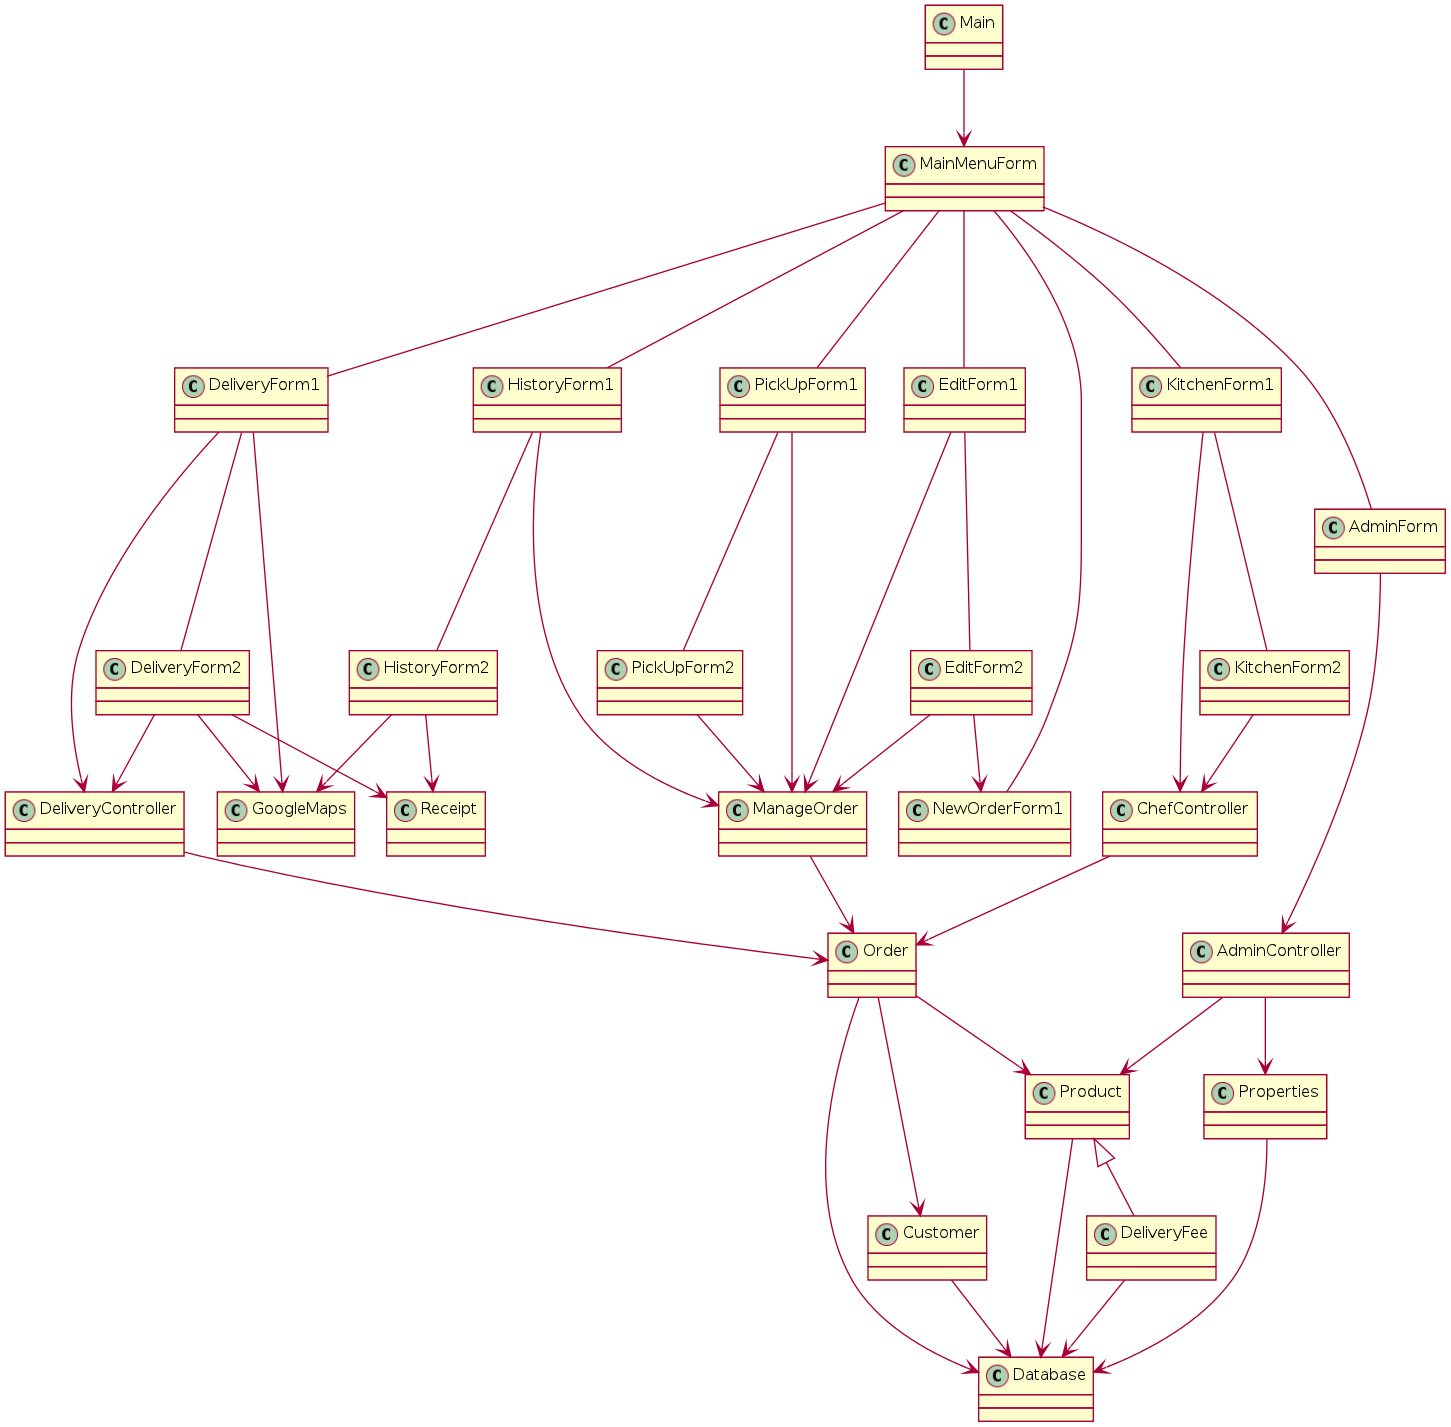 C Main
C MainMenuForm
C DeliveryForm1
C HistoryForm1
C PickUpForm1
C EditForm1
C KitchenForm1
C AdminForm
C DeliveryForm2
C HistoryForm2
C PickUpForm2
C EditForm2
C KitchenForm2
C DeliveryController
C GoogleMaps
C Receipt
C ManageOrder
C NewOrderForm1
C ChefController
C Order
C AdminController
C Product
C Properties
C Customer
C DeliveryFee
C Database